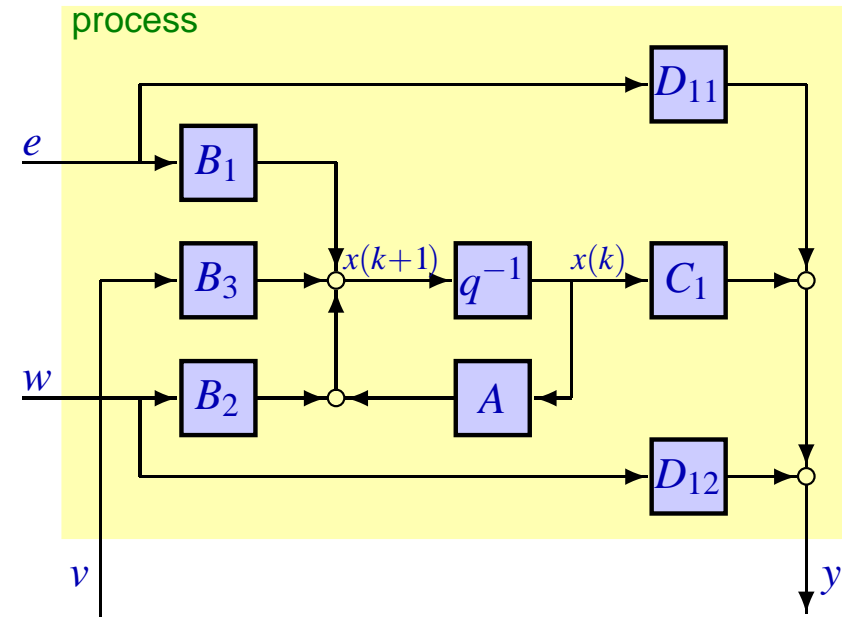 process
D₁₁
e
B₁
x(k+1)
x(k)
B₃
q⁻¹
C₁
w
B₂
A
D₁₂
v
y